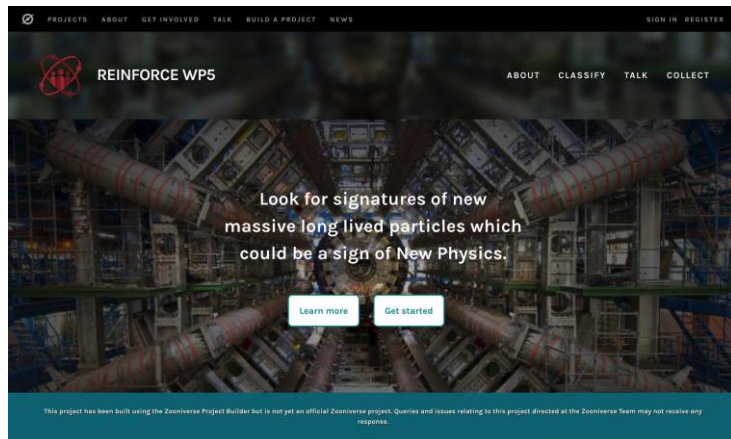 PROJECTS ABOUT GET INVOLVED TALK BUILD A PROJECT NEWS SIGN IN REGISTER
REINFORCE WP5 ABOUT CLASSIFY TALK COLLECT
Look for signatures of new
massive long lived particles which
could be a sign of New Physics.
Learn more Get started
This project has been built using the Zooniverse Project Builder but is not yet an official Zooniverse project. Queries and issues relating to this project directed at the Zooniverse Team may not receive any
response.